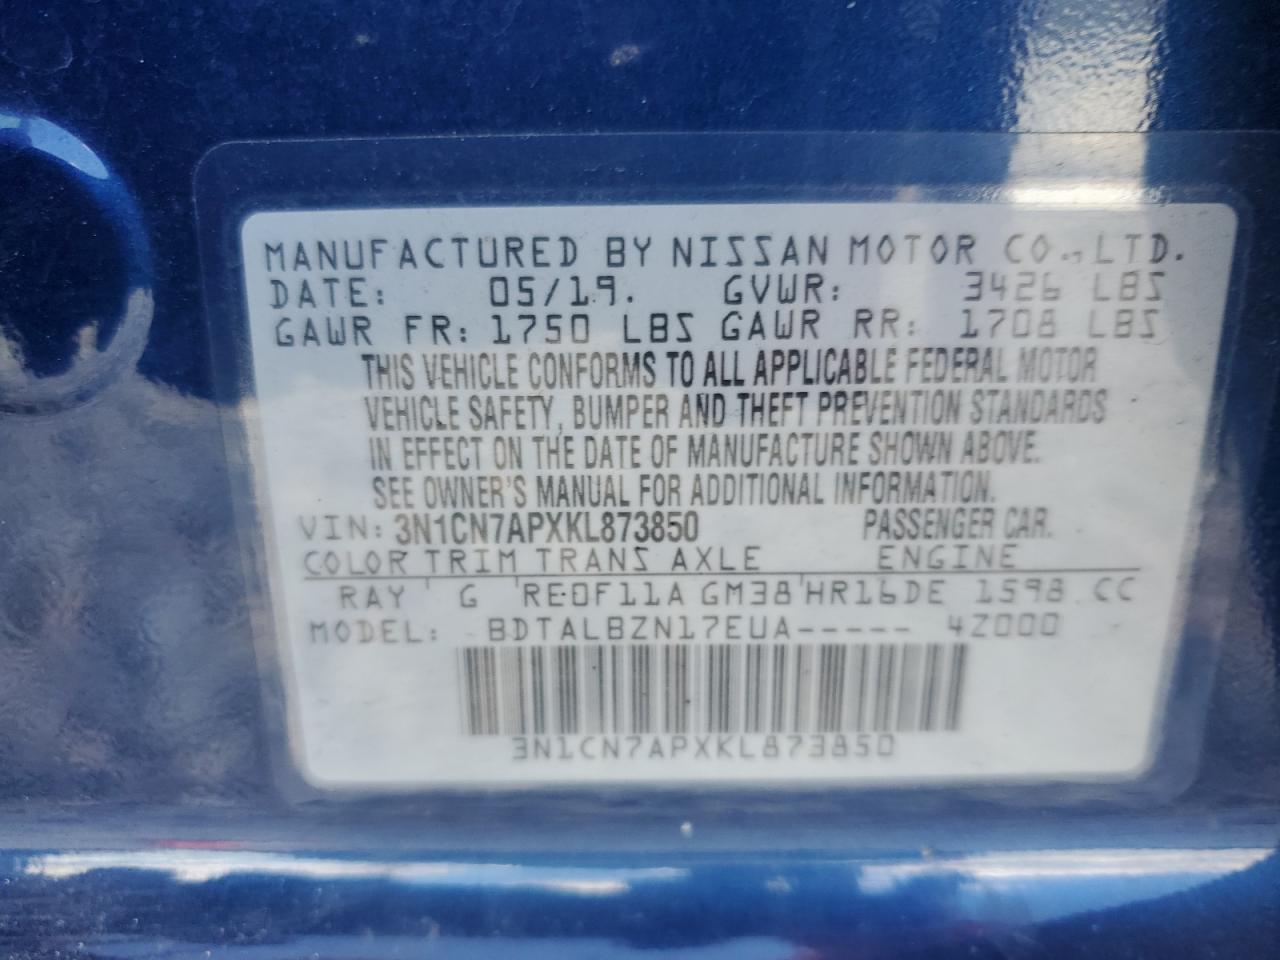 MANUFACTURED BY NISSAN MOTOR CO., LTD.
DATE: 05/19. GVWR: 3426 LBS
GAWR FR: 1750 LBS GAWR RR: 1708 LBS
THIS VEHICLE CONFORMS TO ALL APPLICABLE FEDERAL MOTOR
VEHICLE SAFETY, BUMPER AND THEFT PREVENTION STANDARDS
IN EFFECT ON THE DATE OF MANUFACTURE SHOWN ABOVE.
SEE OWNER'S MANUAL FOR ADDITIONAL INFORMATION.
VIN: 3N1CN7APXKL873850 PASSENGER CAR.
COLOR TRIM TRANS AXLE ENGINE
RAY G RE0F11A GM38 HR16DE 1598 CC
MODEL: BDTALBZN17EUA----- 4Z000
3N1CN7APXKL873850